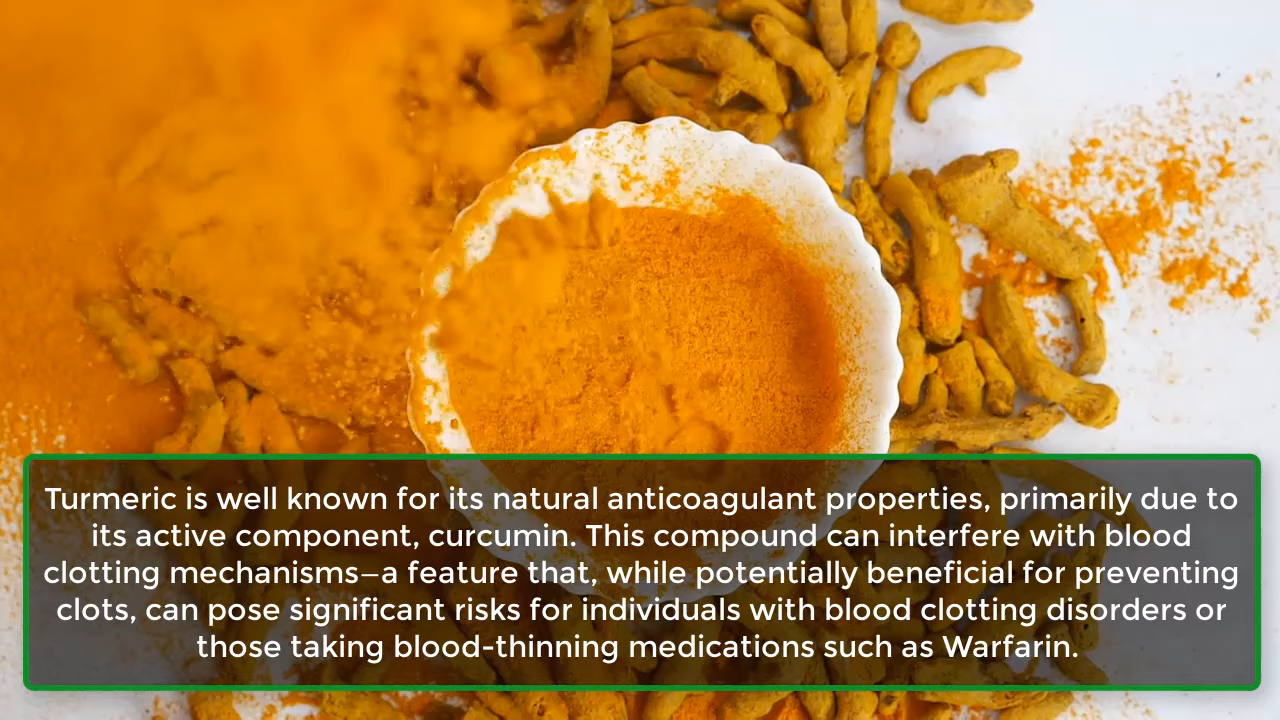 Turmeric is well known for its natural anticoagulant properties, primarily due to
its active component, curcumin. This compound can interfere with blood
clotting mechanisms—a feature that, while potentially beneficial for preventing
clots, can pose significant risks for individuals with blood clotting disorders or
those taking blood-thinning medications such as Warfarin.